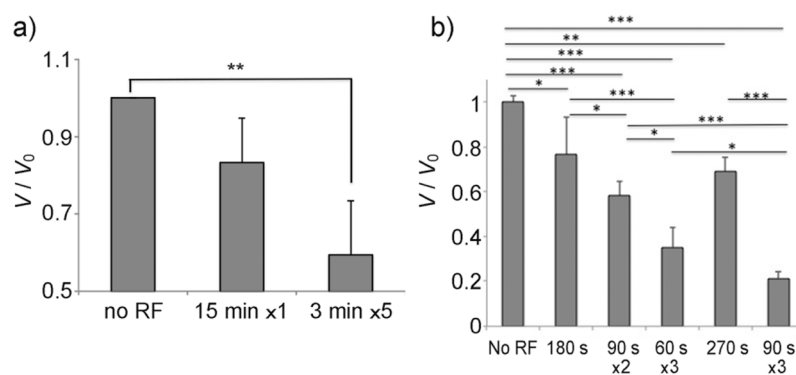 a)
**
1.1
0.9
0.7
0.5
V / V0
no RF 15 min x1 3 min x5
b)
***
**
***
***
* *** ***
* ***
* *
1
0.8
0.6
0.4
0.2
0
V / V0
No RF 180 s 90 s 60 s 270 s 90 s
x2 x3 x3